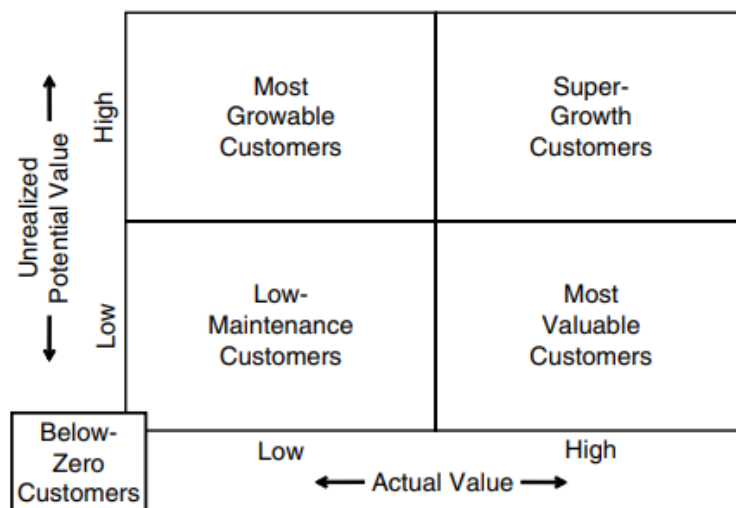 Most
Growable
Customers
Super-
Growth
Customers
High
Unrealized
Potential Value
Low-
Maintenance
Customers
Most
Valuable
Customers
Low
Below-
Zero
Customers
Low
High
Actual Value